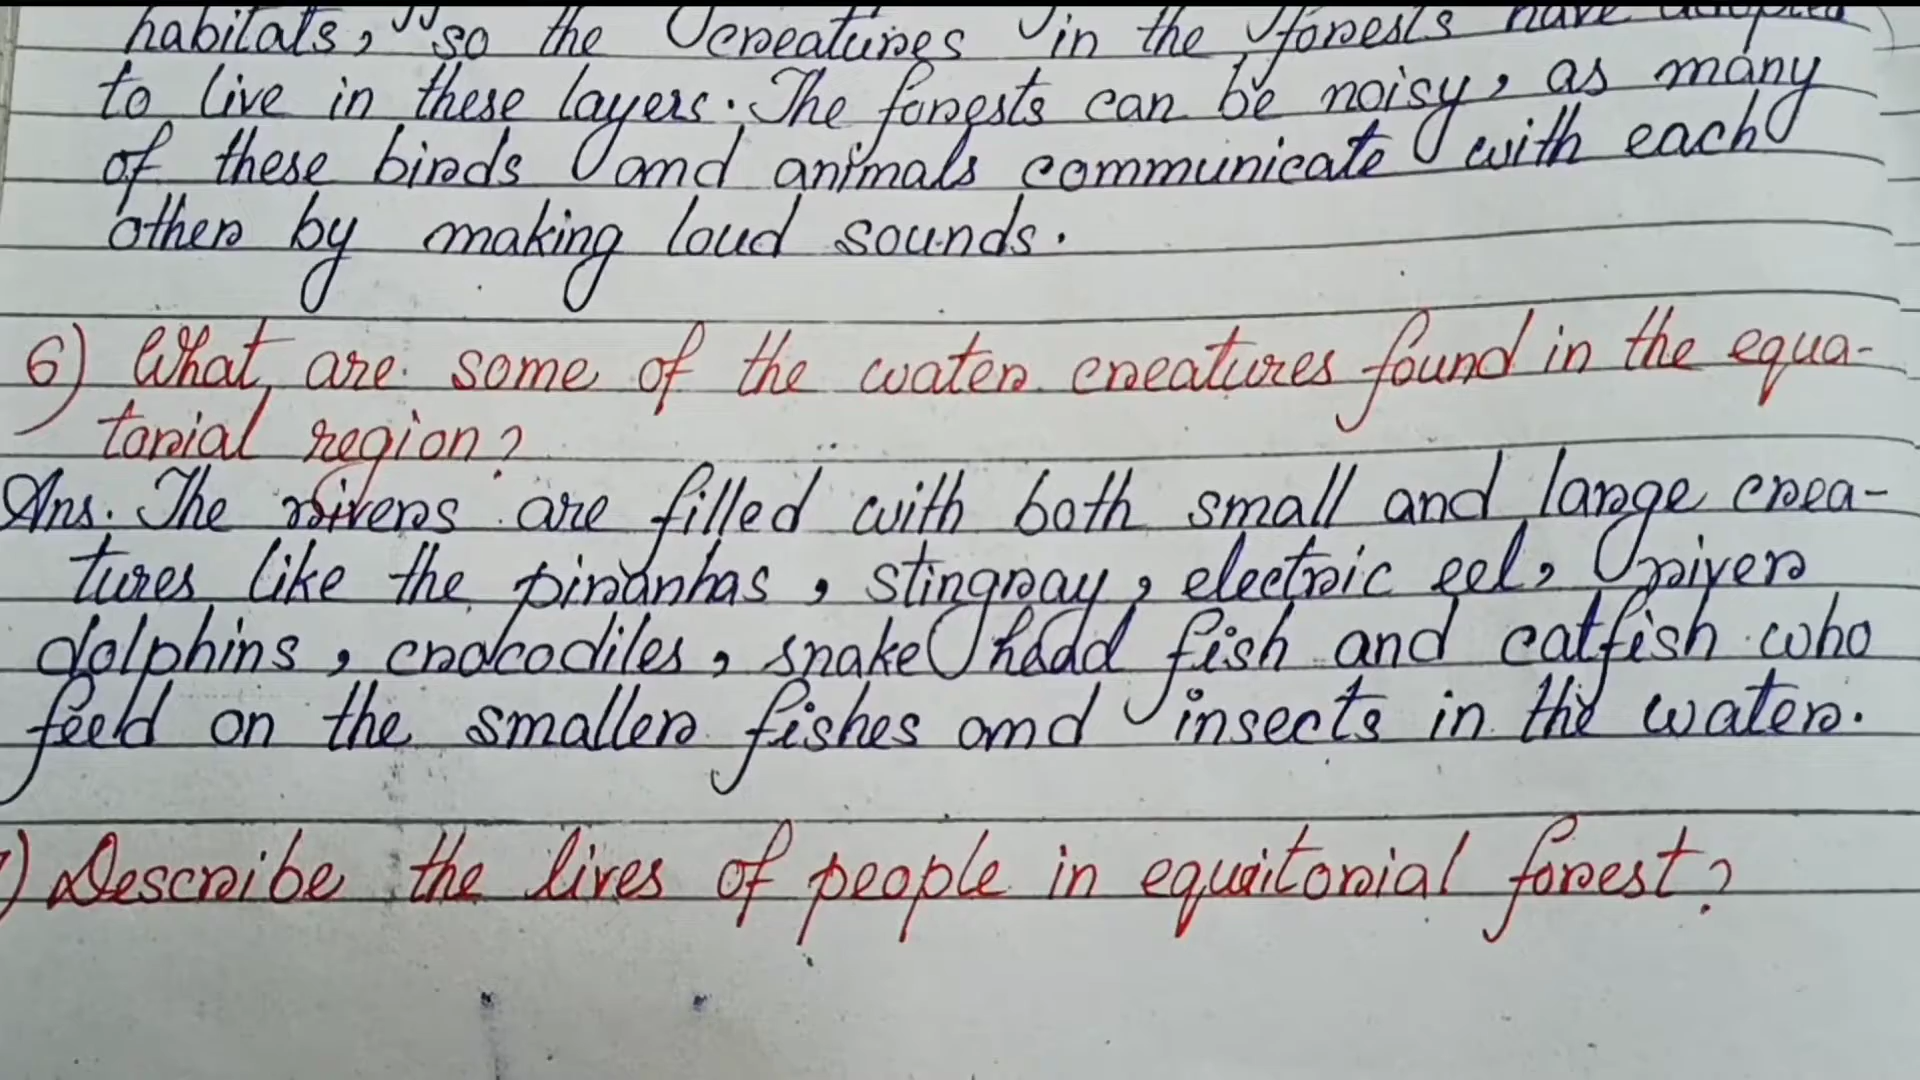 habitats, so the creatures in the forests have adopted
to live in these layers. The forests can be noisy, as many
of these birds and animals communicate with each
other by making loud sounds.
6) What are some of the water creatures found in the equa-
torial region?
Ans. The rivers are filled with both small and large crea-
tures like the piranhas, stingray, electric eel, river
dolphins, crocodiles, snake head fish and catfish who
feed on the smaller fishes and insects in the water.
) Describe the lives of people in equitorial forest?